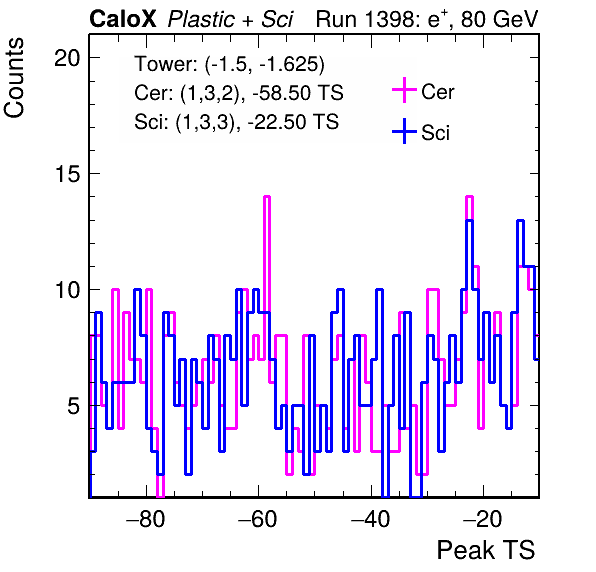 CaloX Plastic + Sci Run 1398: e⁺, 80 GeV
Counts
Tower: (-1.5, -1.625)
Cer: (1,3,2), -58.50 TS
Sci: (1,3,3), -22.50 TS
Cer
Sci
20
15
10
5
−80 −60 −40 −20
Peak TS